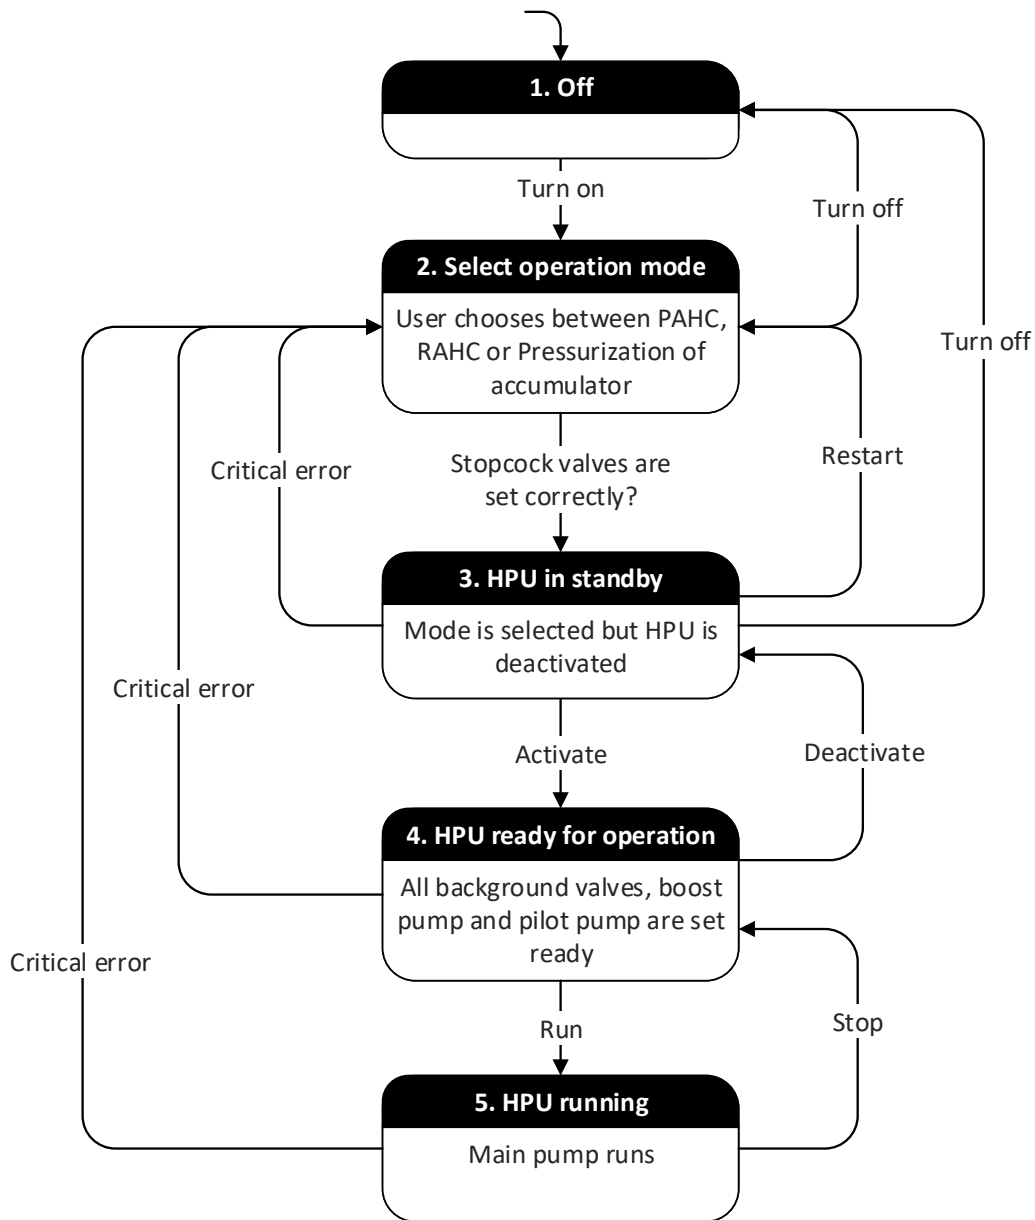 1. Off
Turn on
Turn off
2. Select operation mode
User chooses between PAHC,
RAHC or Pressurization of
accumulator
Turn off
Critical error
Stopcock valves are
set correctly?
Restart
3. HPU in standby
Mode is selected but HPU is
deactivated
Critical error
Activate
Deactivate
4. HPU ready for operation
All background valves, boost
pump and pilot pump are set
ready
Critical error
Run
Stop
5. HPU running
Main pump runs